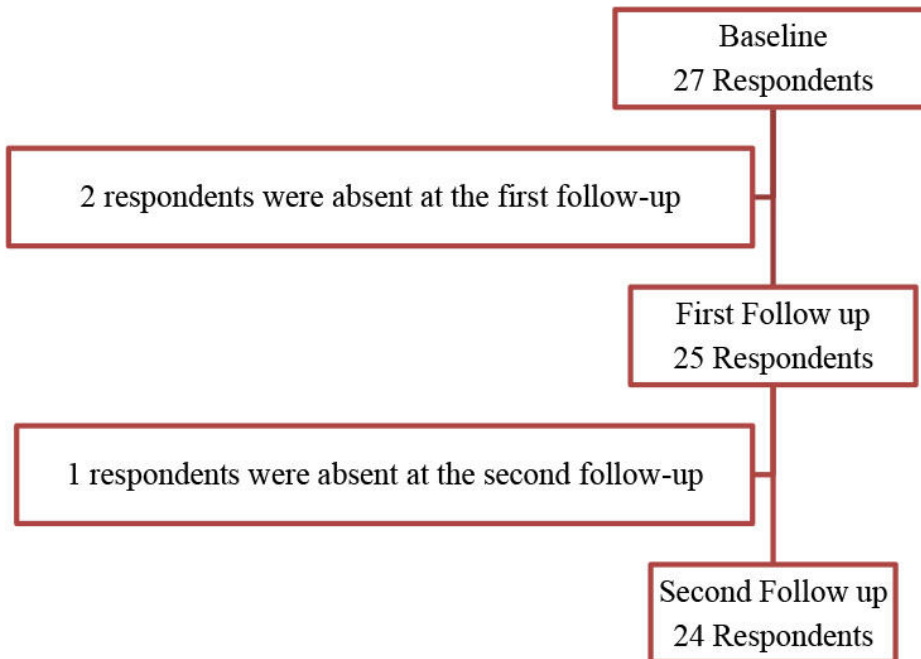 Baseline
27 Respondents
2 respondents were absent at the first follow-up
First Follow up
25 Respondents
1 respondents were absent at the second follow-up
Second Follow up
24 Respondents